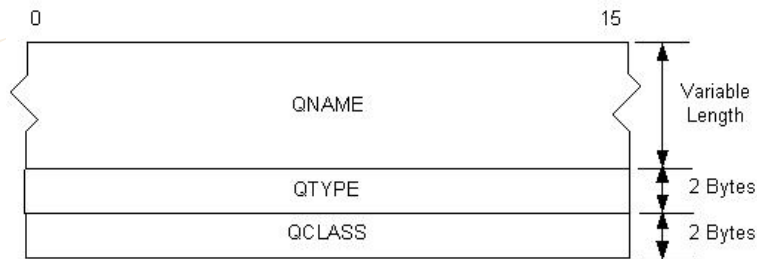 0 15
QNAME
Variable
Length
QTYPE
2 Bytes
QCLASS
2 Bytes